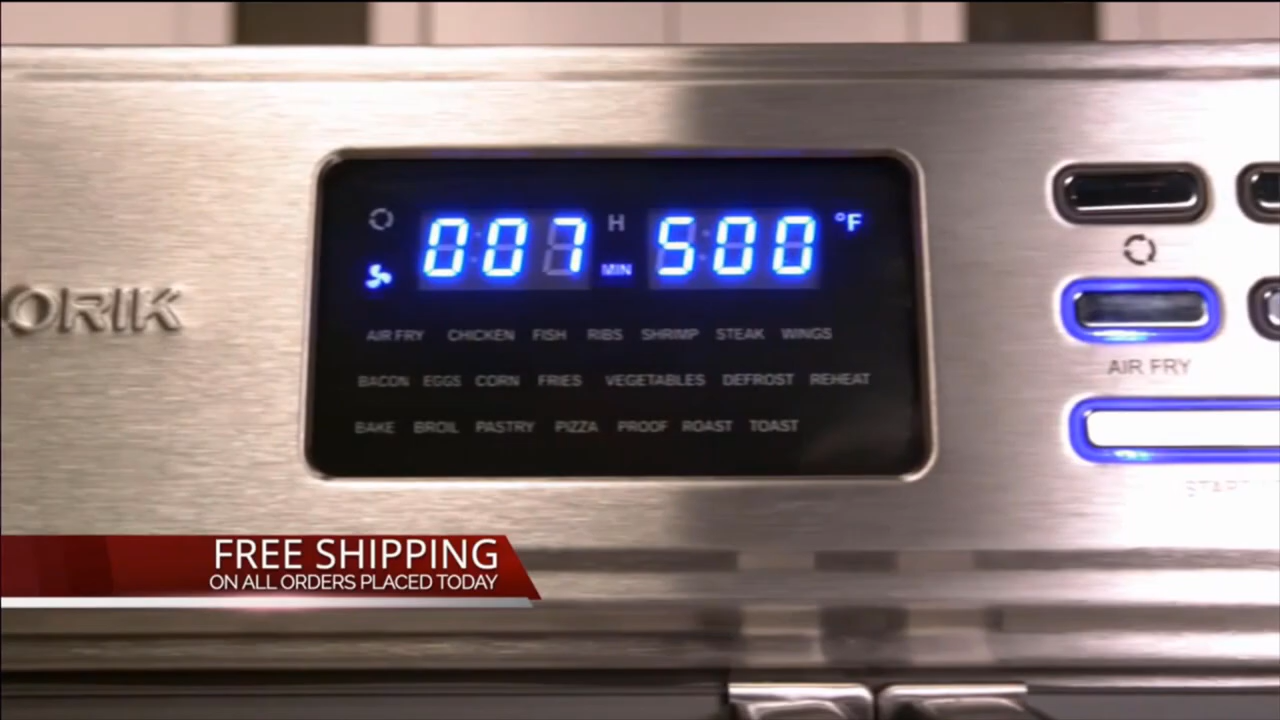 ORIK
007 H MIN 500 °F
AIR FRY CHICKEN FISH RIBS SHRIMP STEAK WINGS
BACON EGGS CORN FRIES VEGETABLES DEFROST REHEAT
BAKE BROIL PASTRY PIZZA PROOF ROAST TOAST
AIR FRY
START
FREE SHIPPING
ON ALL ORDERS PLACED TODAY